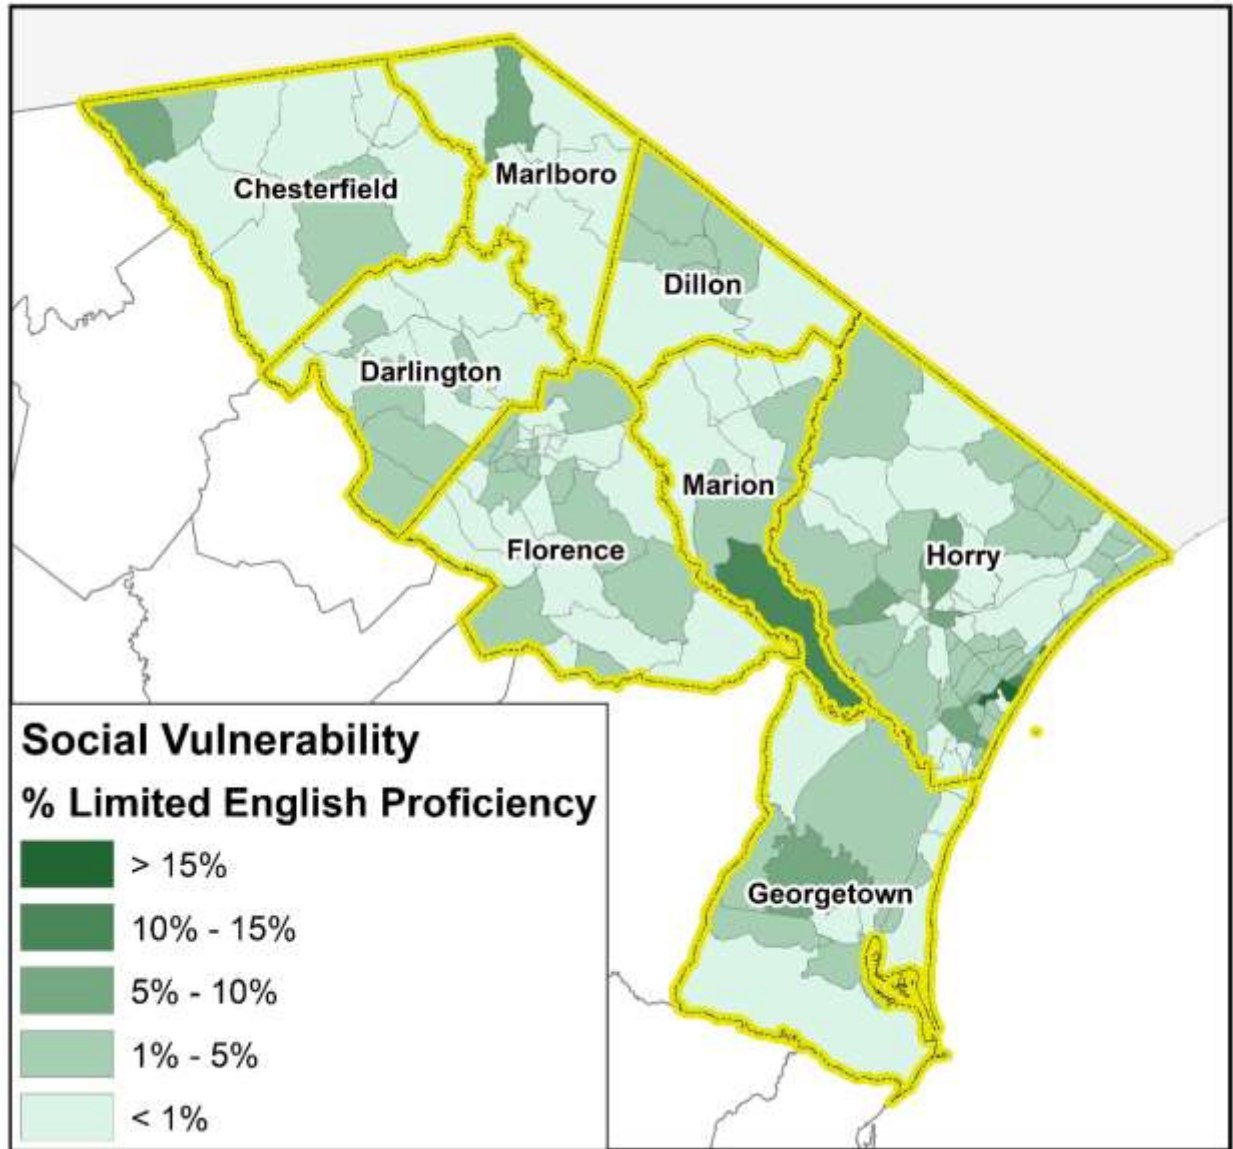 Chesterfield
Marlboro
Dillon
Darlington
Marion
Florence
Horry
Georgetown
Social Vulnerability
% Limited English Proficiency
> 15%
10% - 15%
5% - 10%
1% - 5%
< 1%